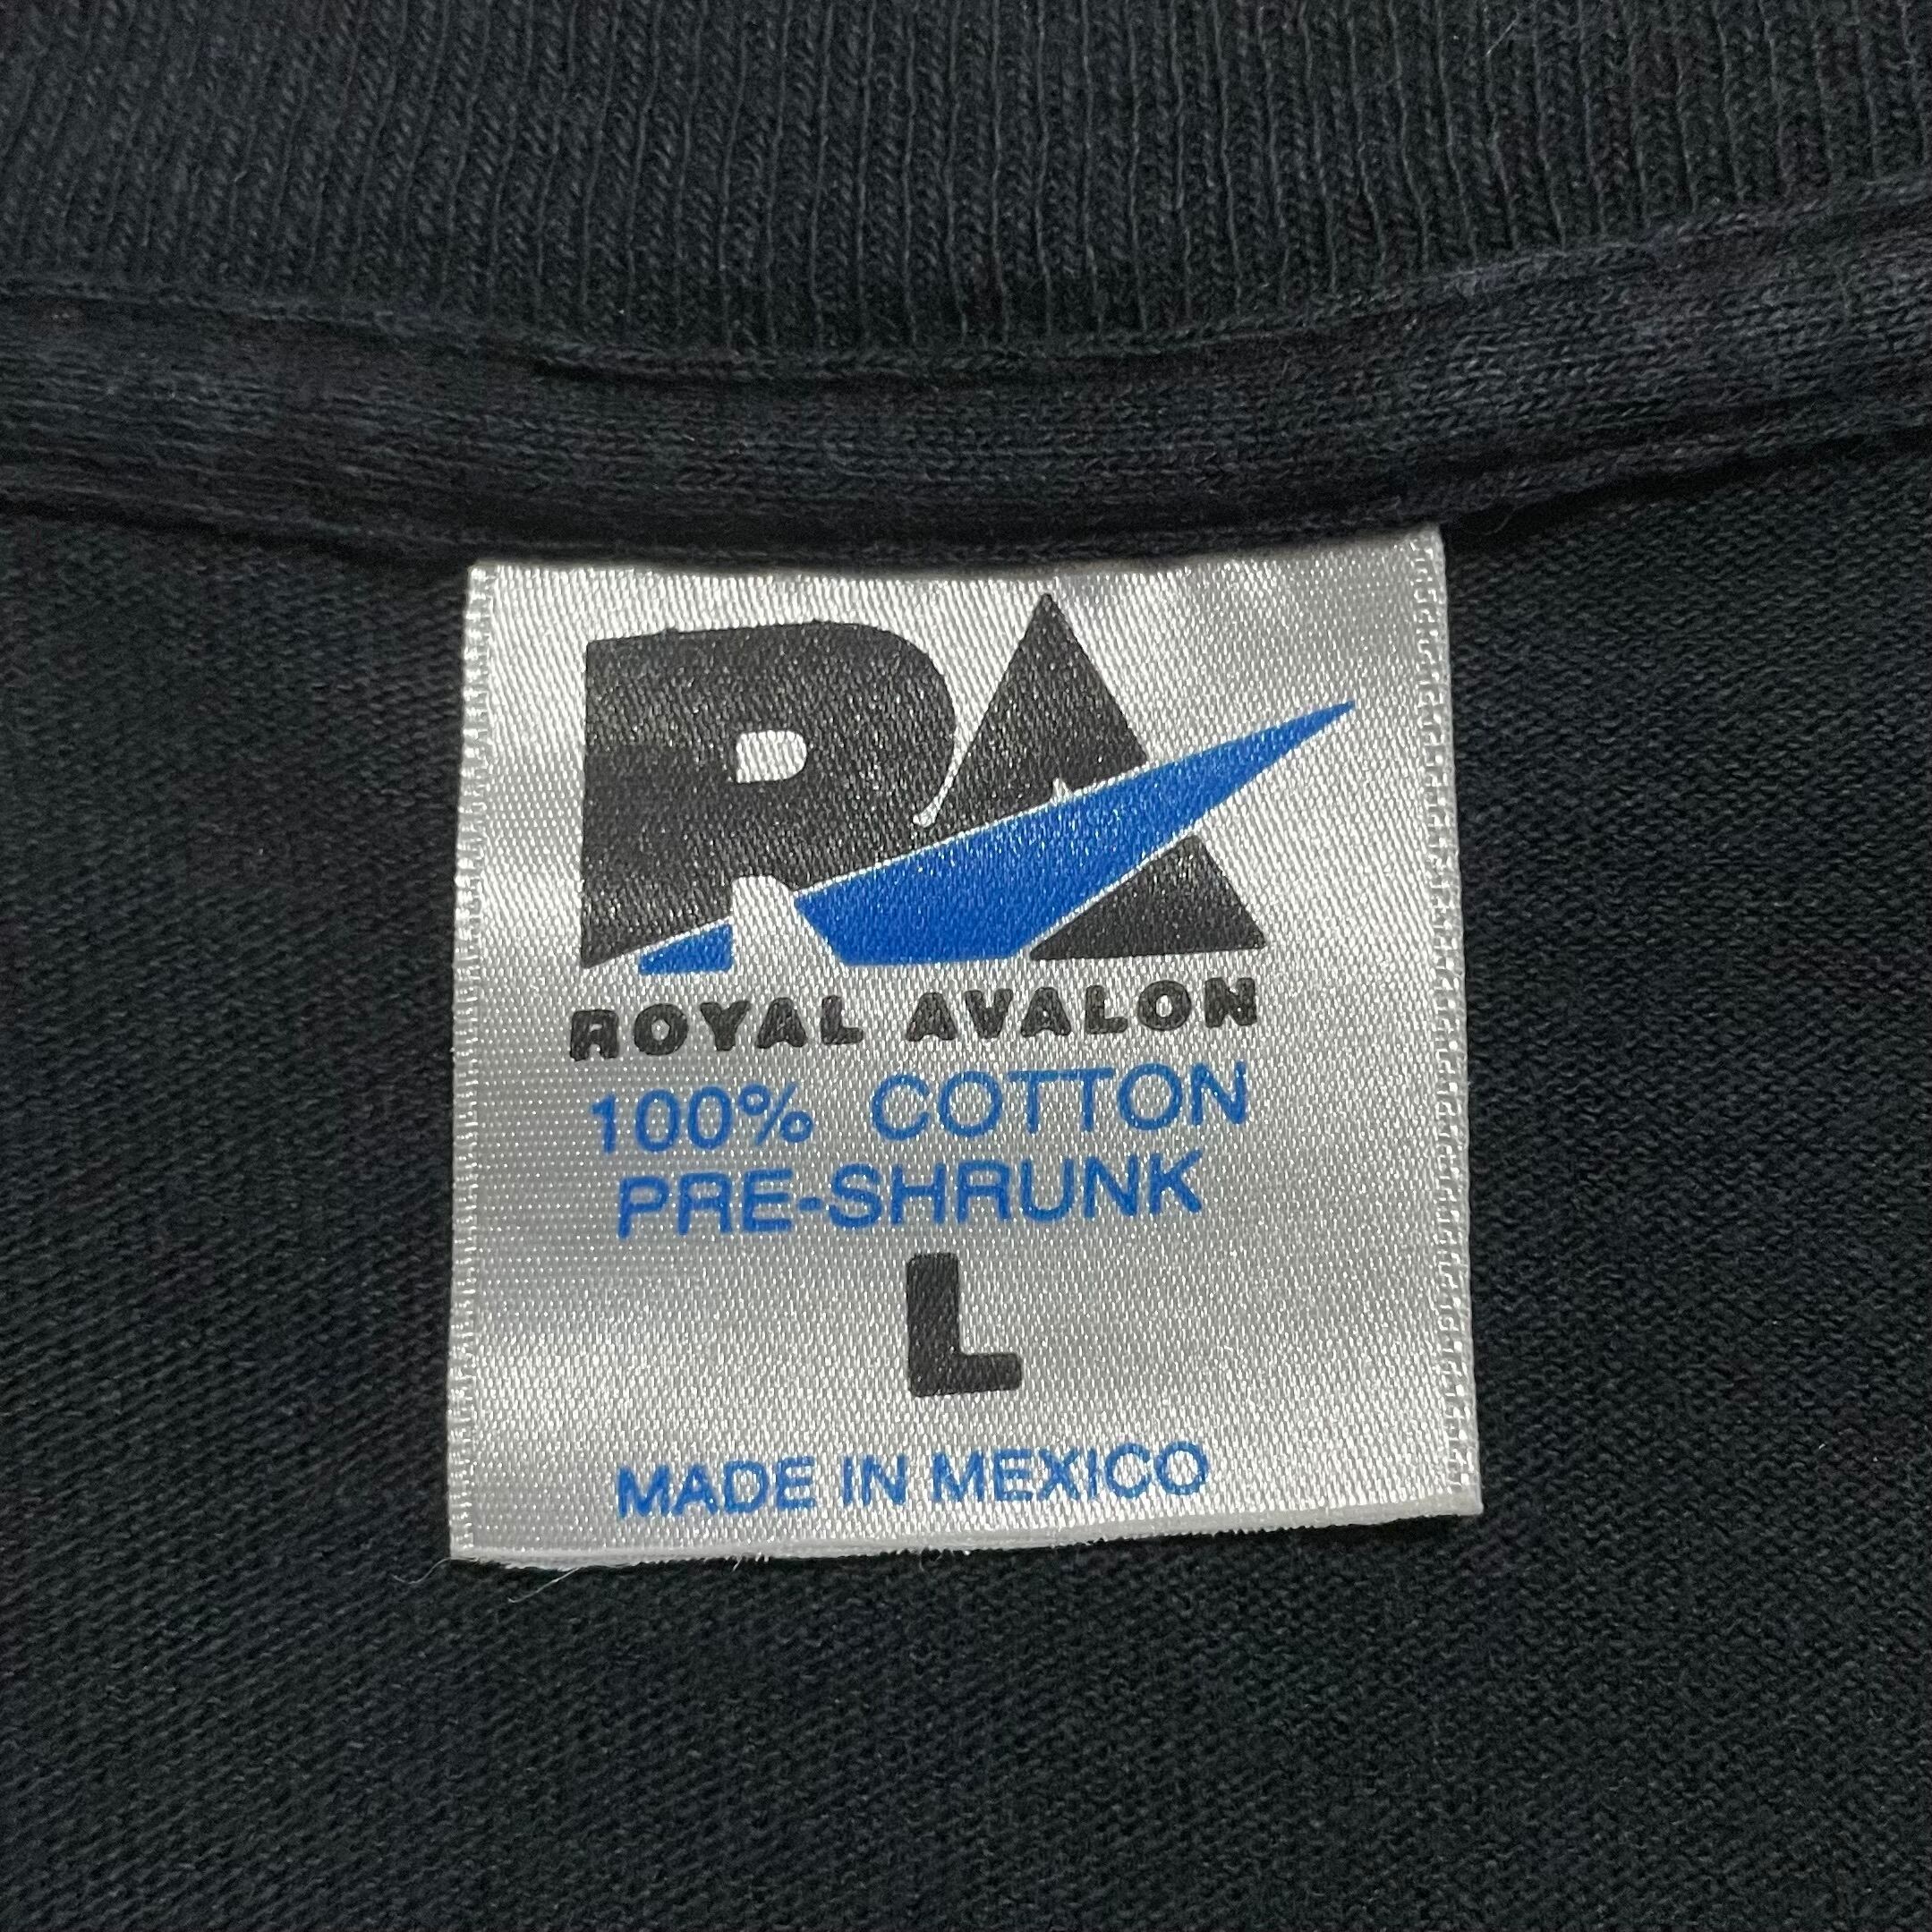 RA
ROYAL AVALON
100% COTTON
PRE-SHRUNK
L
MADE IN MEXICO